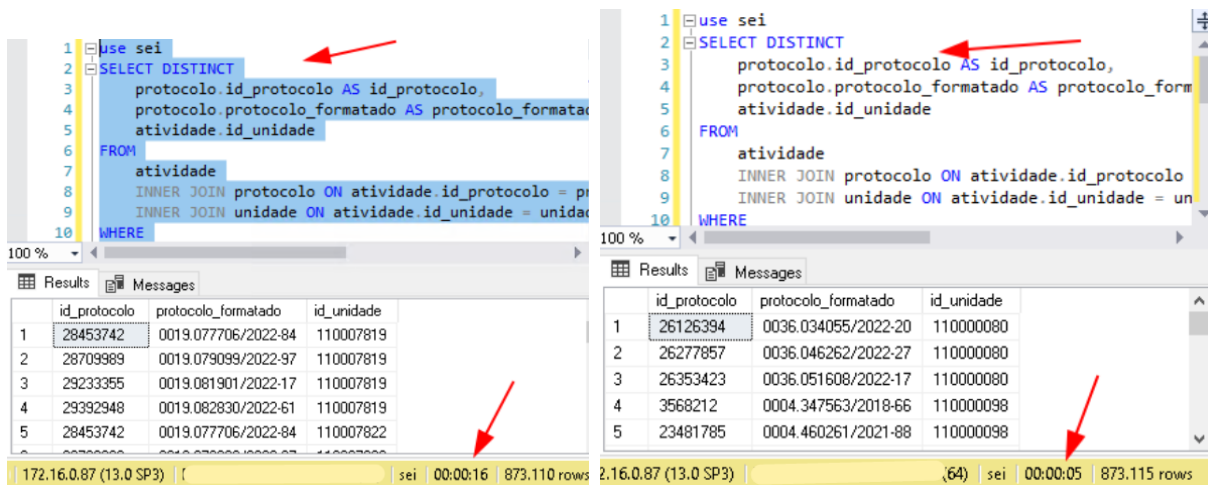 1 use sei
2 SELECT DISTINCT
3 protocolo.id_protocolo AS id_protocolo,
4 protocolo.protocolo_formatado AS protocolo_formatad
5 atividade.id_unidade
6 FROM
7 atividade
8 INNER JOIN protocolo ON atividade.id_protocolo = p
9 INNER JOIN unidade ON atividade.id_unidade = unida
10 WHERE
100 %
Results Messages
id_protocolo protocolo_formatado id_unidade
1 28453742 0019.077706/2022-84 110007819
2 28709989 0019.079099/2022-97 110007819
3 29233355 0019.081901/2022-17 110007819
4 29392948 0019.082830/2022-61 110007819
5 28453742 0019.077706/2022-84 110007822
172.16.0.87 (13.0 SP3) sei 00:00:16 873.110 rows
1 use sei
2 SELECT DISTINCT
3 protocolo.id_protocolo AS id_protocolo,
4 protocolo.protocolo_formatado AS protocolo_form
5 atividade.id_unidade
6 FROM
7 atividade
8 INNER JOIN protocolo ON atividade.id_protocolo
9 INNER JOIN unidade ON atividade.id_unidade = un
10 WHERE
100 %
Results Messages
id_protocolo protocolo_formatado id_unidade
1 26126394 0036.034055/2022-20 110000080
2 26277857 0036.046262/2022-27 110000080
3 26353423 0036.051608/2022-17 110000080
4 3568212 0004.347563/2018-66 110000098
5 23481785 0004.460261/2021-88 110000098
2.16.0.87 (13.0 SP3) (64) sei 00:00:05 873.115 rows